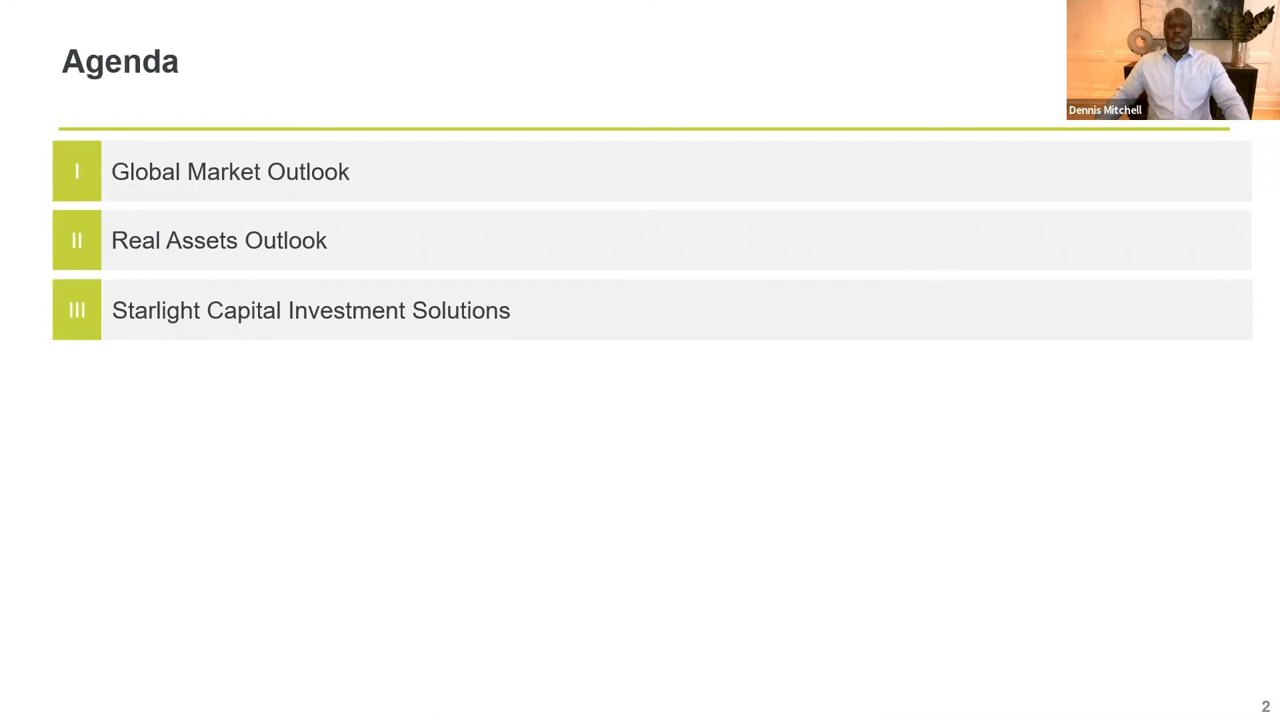 Agenda
Dennis Mitchell
I
Global Market Outlook
II
Real Assets Outlook
III
Starlight Capital Investment Solutions
2